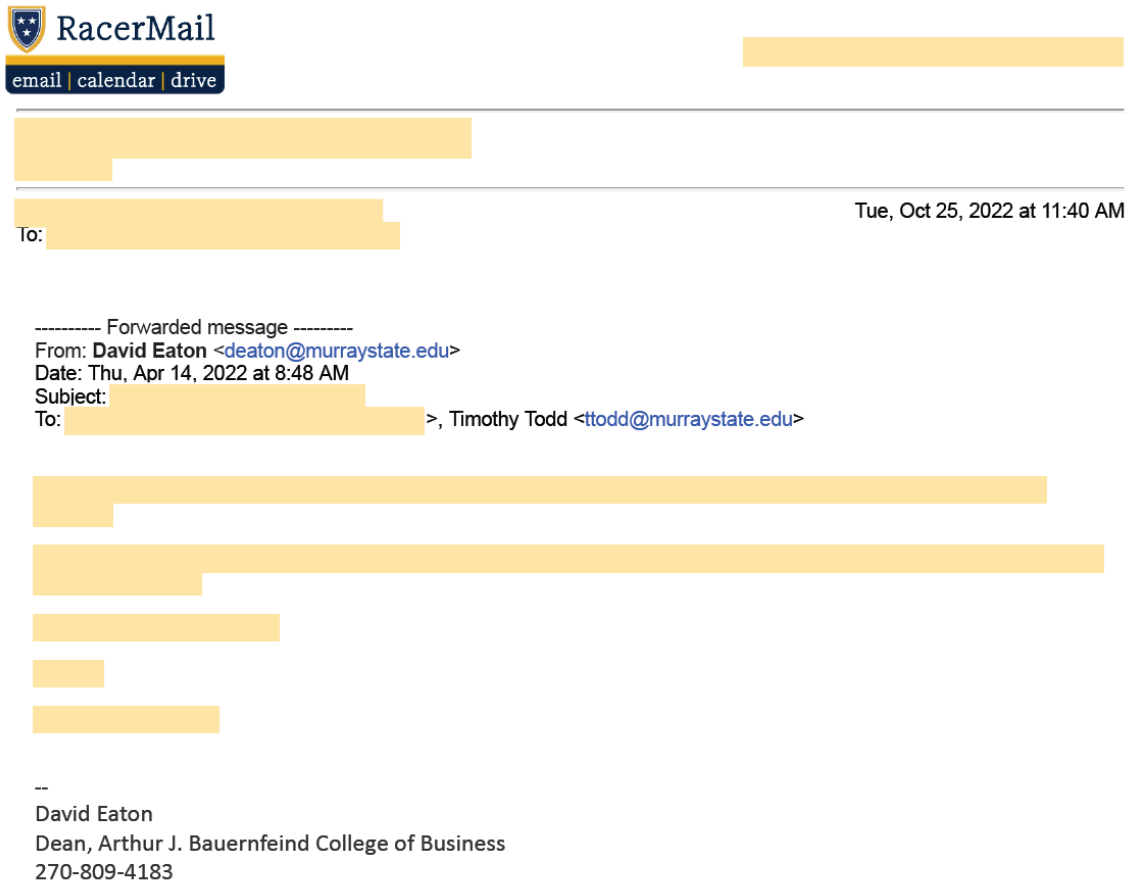 RacerMail
email | calendar | drive
Tue, Oct 25, 2022 at 11:40 AM
To:
---------- Forwarded message ---------
From: David Eaton <deaton@murraystate.edu>
Date: Thu, Apr 14, 2022 at 8:48 AM
Subject:
To: >, Timothy Todd <ttodd@murraystate.edu>
--
David Eaton
Dean, Arthur J. Bauernfeind College of Business
270-809-4183